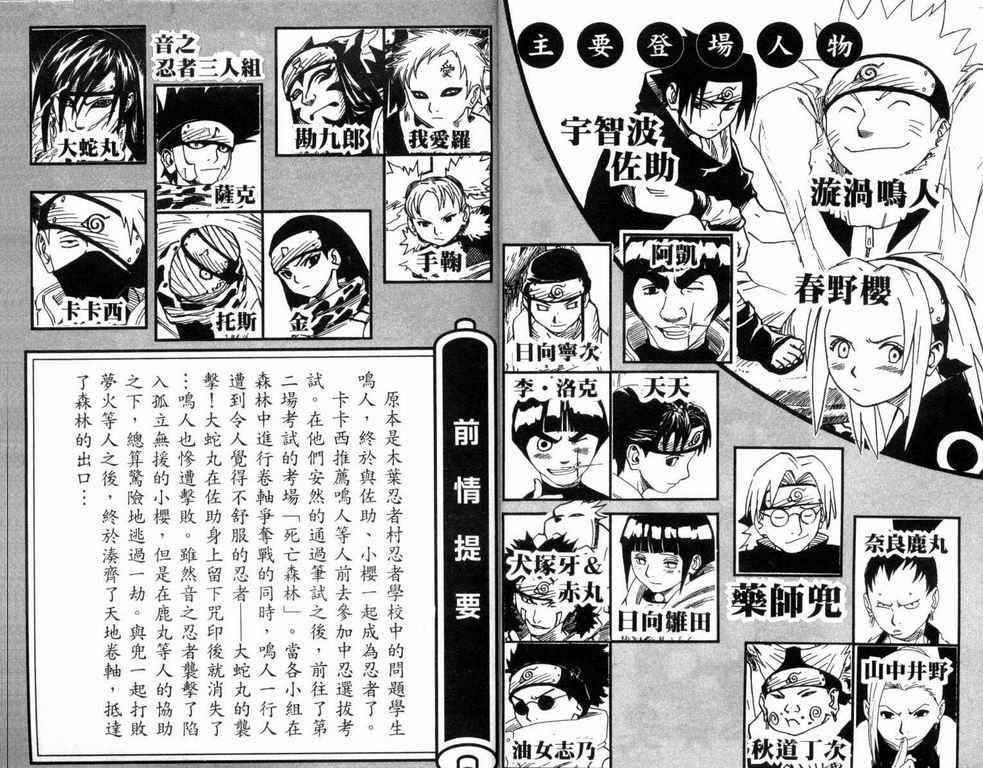 主要登場人物
漩渦鳴人
宇智波
佐助
春野櫻
阿凱
日向寧次
李・洛克
天天
犬塚牙&
赤丸
日向雛田
油女志乃
藥師兜
奈良鹿丸
山中井野
秋道丁次
我愛羅
愛
勘九郎
手鞠
音之
忍者三人組
薩克
托斯
金
大蛇丸
卡卡西
前情提要
原本是木葉忍者村忍者學校中的問題學生
鳴人，終於與佐助、小櫻一起成為忍者了。
卡卡西推薦鳴人等人前去參加中忍選拔考
試。在他們安然的通過筆試之後，前往了第
二場考試的考場「死亡森林」。當各小組在
森林中進行卷軸爭奪戰的同時，鳴人一行人
遭到令人覺得不舒服的忍者——大蛇丸的襲
擊！大蛇丸在佐助身上留下咒印後就消失了
…鳴人也慘遭擊敗。雖然音之忍者襲擊了陷
入孤立無援的小櫻，但是在鹿丸等人的協助
之下，總算驚險地逃過一劫。與兜一起打敗
夢火等人之後，終於湊齊了天地卷軸，抵達
了森林的出口…